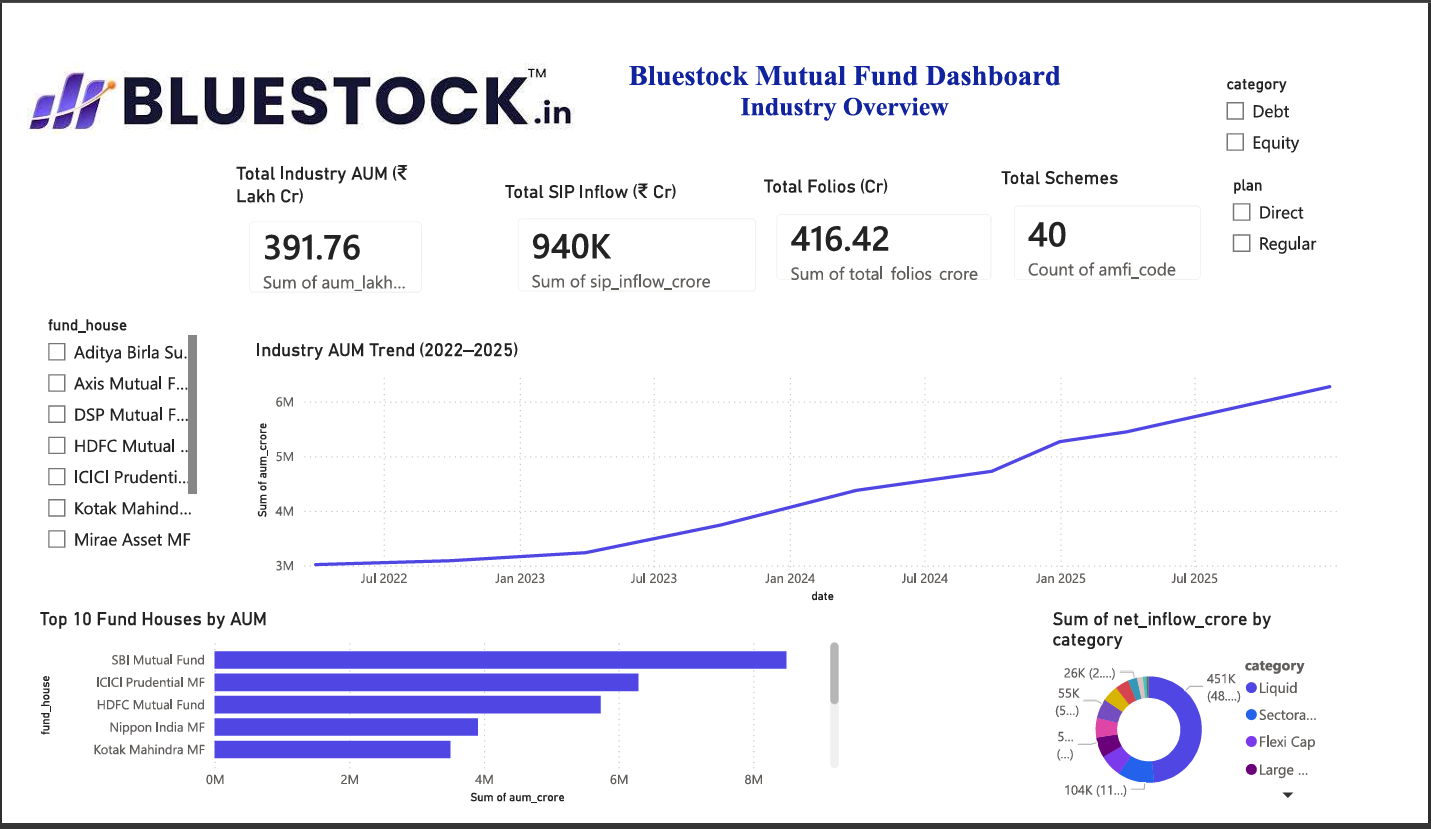 BLUESTOCK.in
TM
Bluestock Mutual Fund Dashboard
Industry Overview
category
Debt
Equity
plan
Direct
Regular
Total Industry AUM (₹
Lakh Cr)
391.76
Sum of aum_lakh...
Total SIP Inflow (₹ Cr)
940K
Sum of sip_inflow_crore
Total Folios (Cr)
416.42
Sum of total folios crore
Total Schemes
40
Count of amfi_code
fund_house
Aditya Birla Su...
Axis Mutual F...
DSP Mutual F...
HDFC Mutual ...
ICICI Prudenti...
Kotak Mahind...
Mirae Asset MF
Industry AUM Trend (2022–2025)
Sum of aum_crore
6M
5M
4M
3M
Jul 2022
Jan 2023
Jul 2023
Jan 2024
Jul 2024
Jan 2025
Jul 2025
date
Top 10 Fund Houses by AUM
fund_house
SBI Mutual Fund
ICICI Prudential MF
HDFC Mutual Fund
Nippon India MF
Kotak Mahindra MF
0M
2M
4M
6M
8M
Sum of aum_crore
Sum of net_inflow_crore by
category
26K (2....)
55K
(5...)
5...
(...)
104K (11...)
451K
(48....)
category
Liquid
Sectora...
Flexi Cap
Large ...